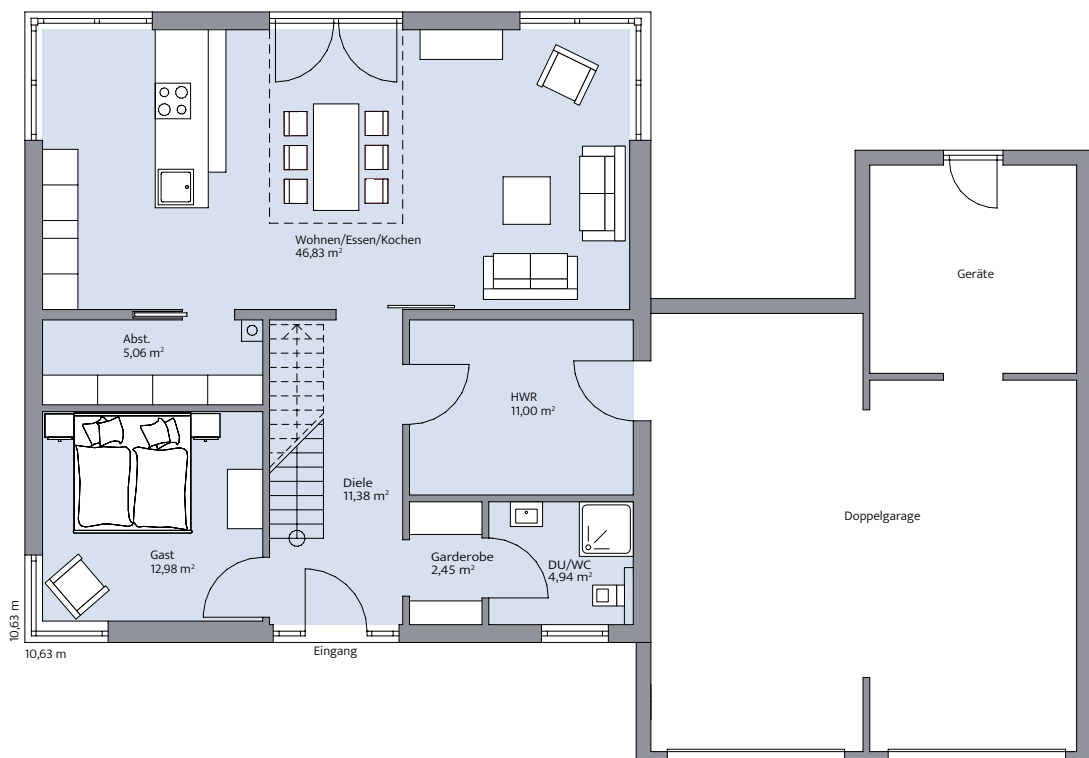 Wohnen/Essen/Kochen
46,83 m²
Geräte
Abst.
5,06 m²
HWR
11,00 m²
Diele
11,38 m²
Doppelgarage
Gast
12,98 m²
Garderobe
2,45 m²
DU/WC
4,94 m²
10,63 m
10,63 m
Eingang